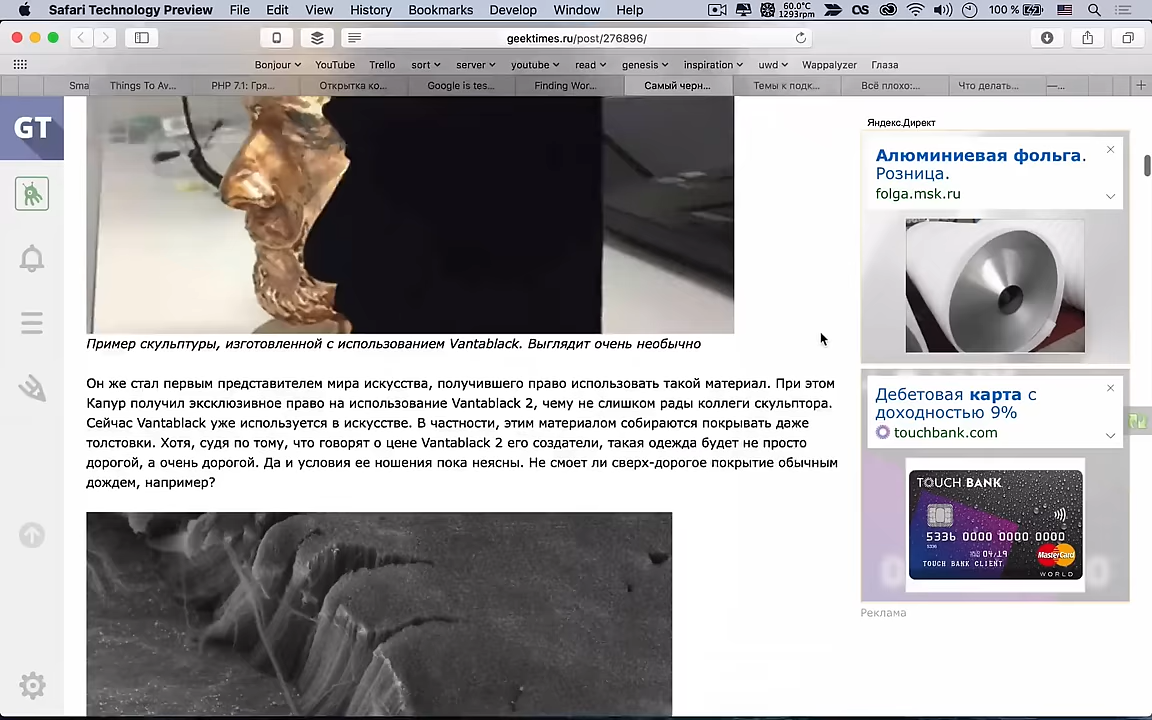 Safari Technology Preview File Edit View History Bookmarks Develop Window Help 60.0°C 1293rpm OS 100 %
geektimes.ru/post/276896/
Bonjour YouTube Trello sort server youtube read genesis inspiration uwd Wappalyzer Глаза
Sma Things To Av... PHP 7.1: Гря... Открытка ко... Google is tes... Finding Wor... Самый черн... Темы к подк... Всё плохо:... Что делать... —...
GT
Пример скульптуры, изготовленной с использованием Vantablack. Выглядит очень необычно
Он же стал первым представителем мира искусства, получившего право использовать такой материал. При этом
Капур получил эксклюзивное право на использование Vantablack 2, чему не слишком рады коллеги скульптора.
Сейчас Vantablack уже используется в искусстве. В частности, этим материалом собираются покрывать даже
толстовки. Хотя, судя по тому, что говорят о цене Vantablack 2 его создатели, такая одежда будет не просто
дорогой, а очень дорогой. Да и условия ее ношения пока неясны. Не смоет ли сверх-дорогое покрытие обычным
дождем, например?
Яндекс.Директ
Алюминиевая фольга.
Розница.
folga.msk.ru
Дебетовая карта с
доходностью 9%
touchbank.com
TOUCH BANK
5336 0000 0000 0000
5336
04/19
TOUCH BANK CLIENT
MasterCard
WORLD
Реклама